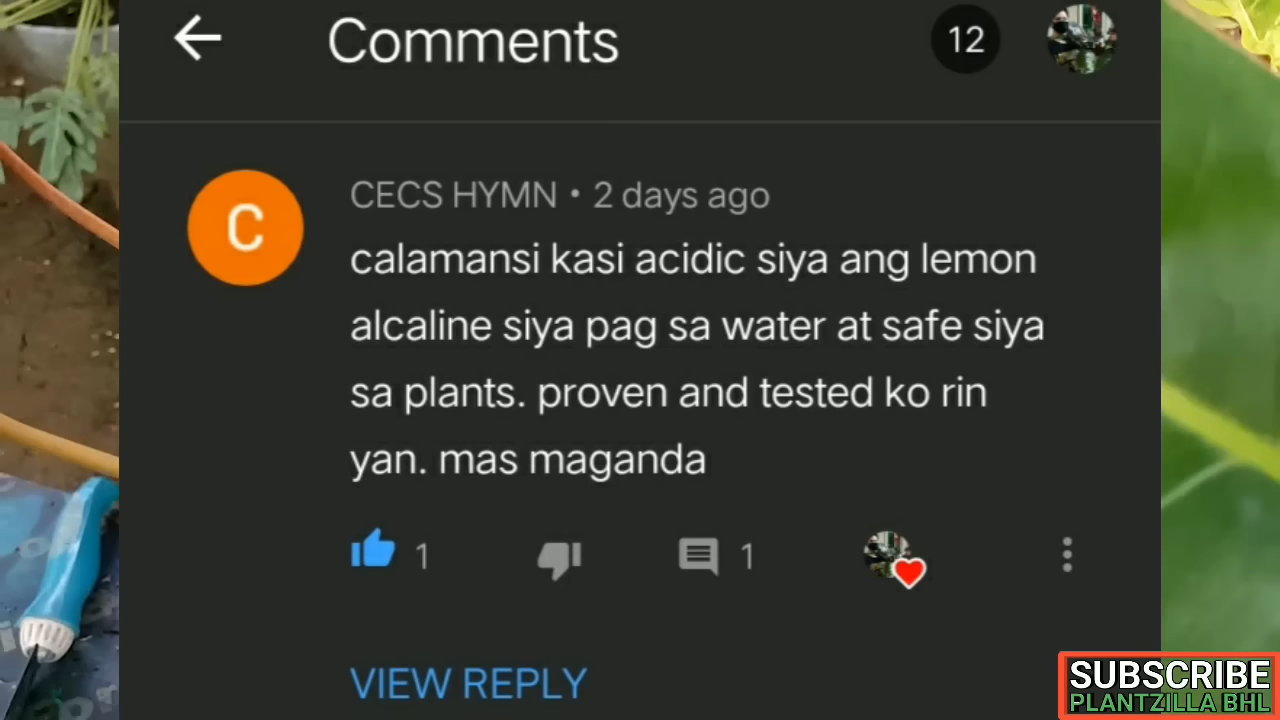 Comments
12
C
CECS HYMN • 2 days ago
calamansi kasi acidic siya ang lemon
alcaline siya pag sa water at safe siya
sa plants. proven and tested ko rin
yan. mas maganda
1
1
VIEW REPLY
SUBSCRIBE
PLANTZILLA BHL